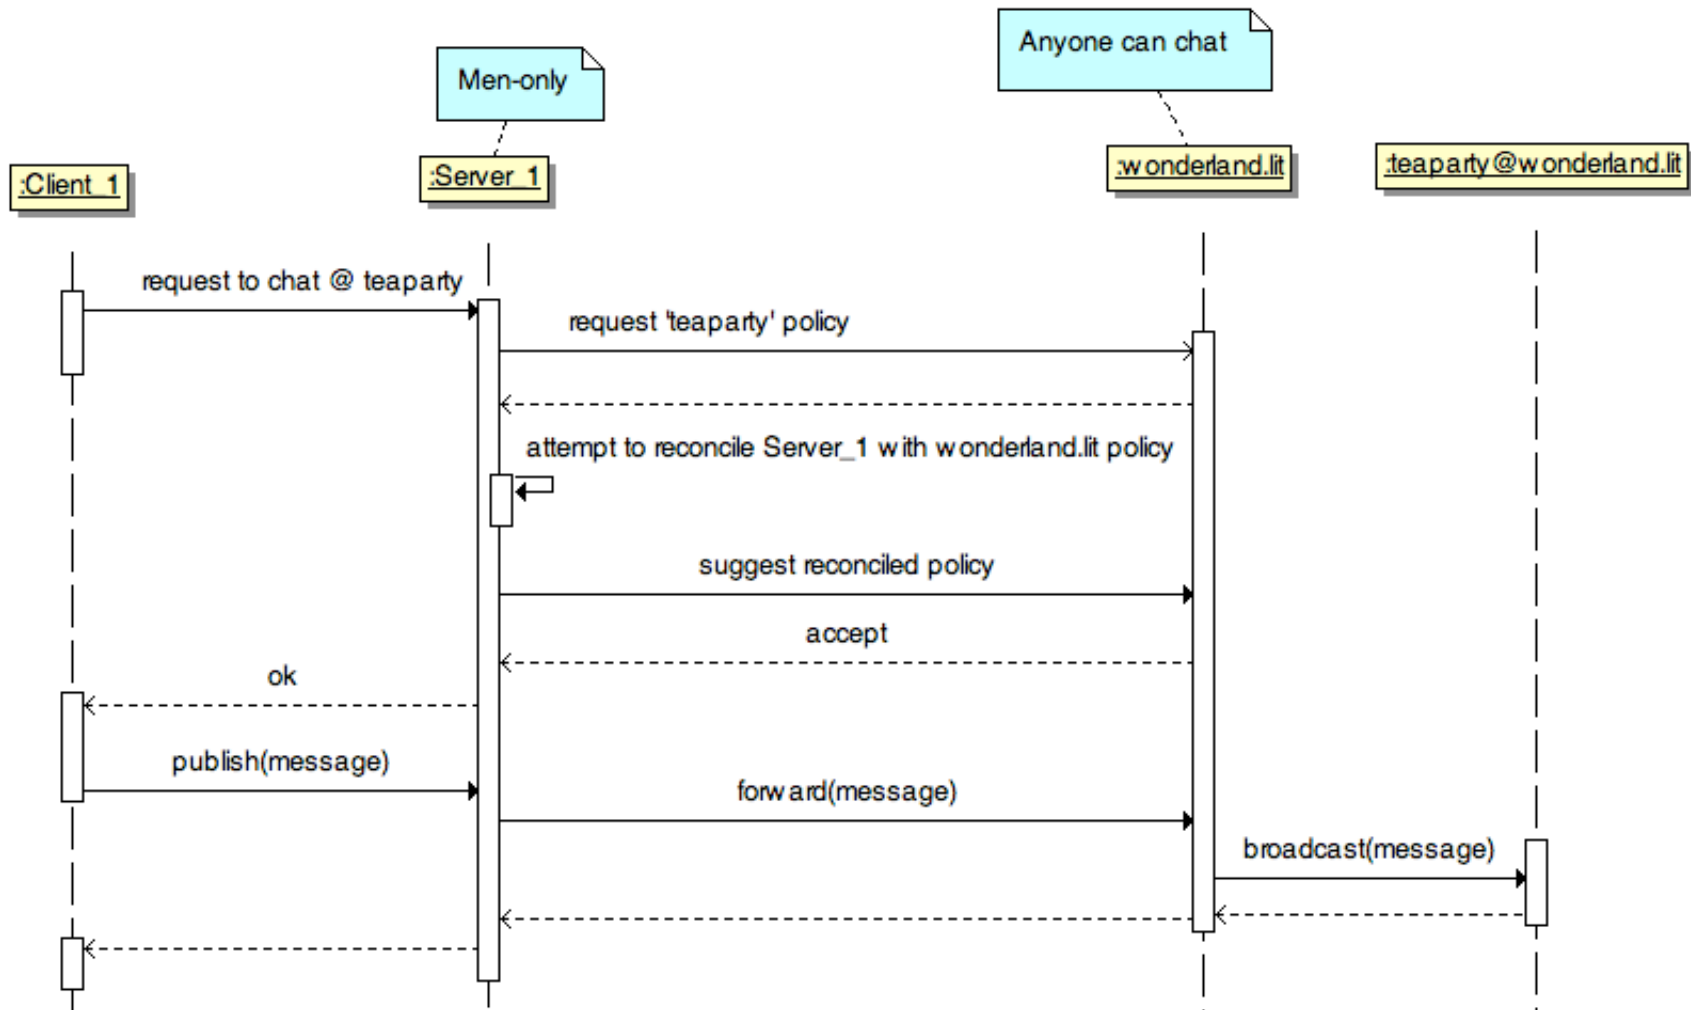 Anyone can chat
Men-only
:Client_1
:Server_1
:wonderland.lit
:teaparty@wonderland.lit
request to chat @ teaparty
request 'teaparty' policy
attempt to reconcile Server_1 with wonderland.lit policy
suggest reconciled policy
accept
ok
publish(message)
forward(message)
broadcast(message)